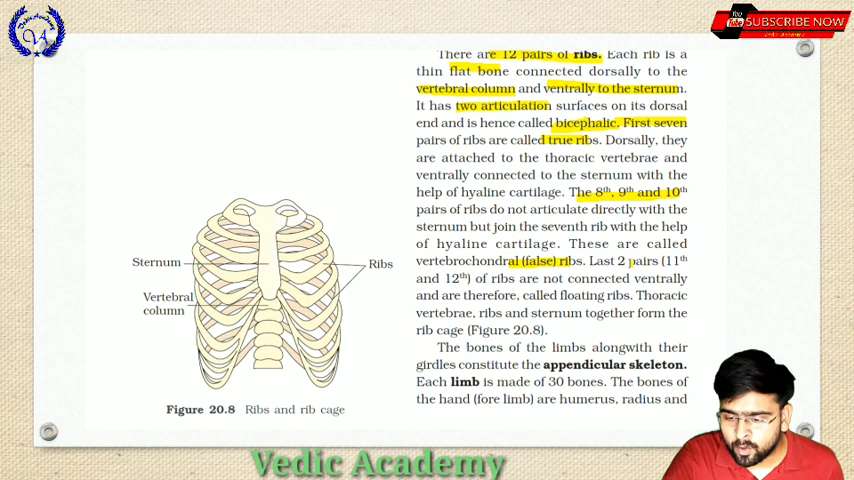 Vedic Academy
VA
You
Tube
SUBSCRIBE NOW
Vedic Academy
There are 12 pairs of ribs. Each rib is a
thin flat bone connected dorsally to the
vertebral column and ventrally to the sternum.
It has two articulation surfaces on its dorsal
end and is hence called bicephalic. First seven
pairs of ribs are called true ribs. Dorsally, they
are attached to the thoracic vertebrae and
ventrally connected to the sternum with the
help of hyaline cartilage. The 8th, 9th and 10th
pairs of ribs do not articulate directly with the
sternum but join the seventh rib with the help
of hyaline cartilage. These are called
vertebrochondral (false) ribs. Last 2 pairs (11th
and 12th) of ribs are not connected ventrally
and are therefore, called floating ribs. Thoracic
vertebrae, ribs and sternum together form the
rib cage (Figure 20.8).
The bones of the limbs alongwith their
girdles constitute the appendicular skeleton.
Each limb is made of 30 bones. The bones of
the hand (fore limb) are humerus, radius and
Sternum
Ribs
Vertebral
column
Figure 20.8 Ribs and rib cage
Vedic Academy